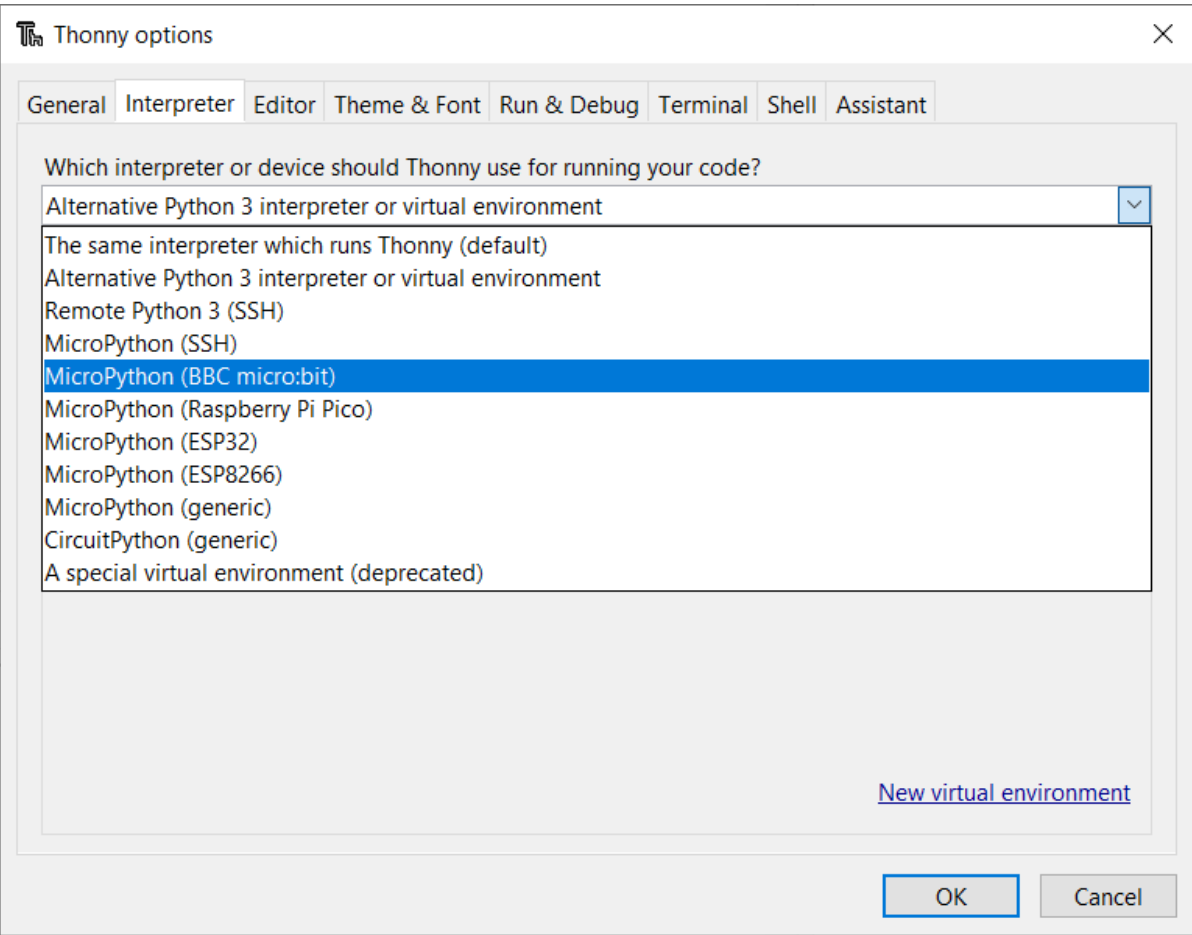 Thonny options
General Interpreter Editor Theme & Font Run & Debug Terminal Shell Assistant
Which interpreter or device should Thonny use for running your code?
Alternative Python 3 interpreter or virtual environment
The same interpreter which runs Thonny (default)
Alternative Python 3 interpreter or virtual environment
Remote Python 3 (SSH)
MicroPython (SSH)
MicroPython (BBC micro:bit)
MicroPython (Raspberry Pi Pico)
MicroPython (ESP32)
MicroPython (ESP8266)
MicroPython (generic)
CircuitPython (generic)
A special virtual environment (deprecated)
New virtual environment
OK Cancel